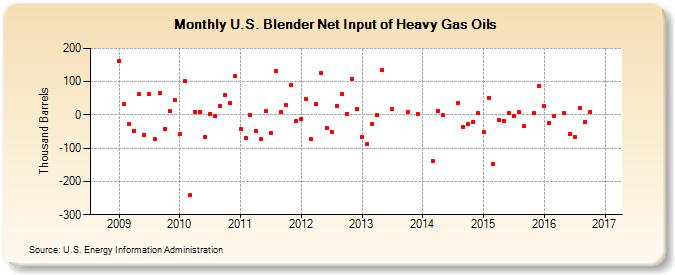 Monthly U.S. Blender Net Input of Heavy Gas Oils
Thousand Barrels
200
100
0
-100
-200
-300
2009 2010 2011 2012 2013 2014 2015 2016 2017
Source: U.S. Energy Information Administration